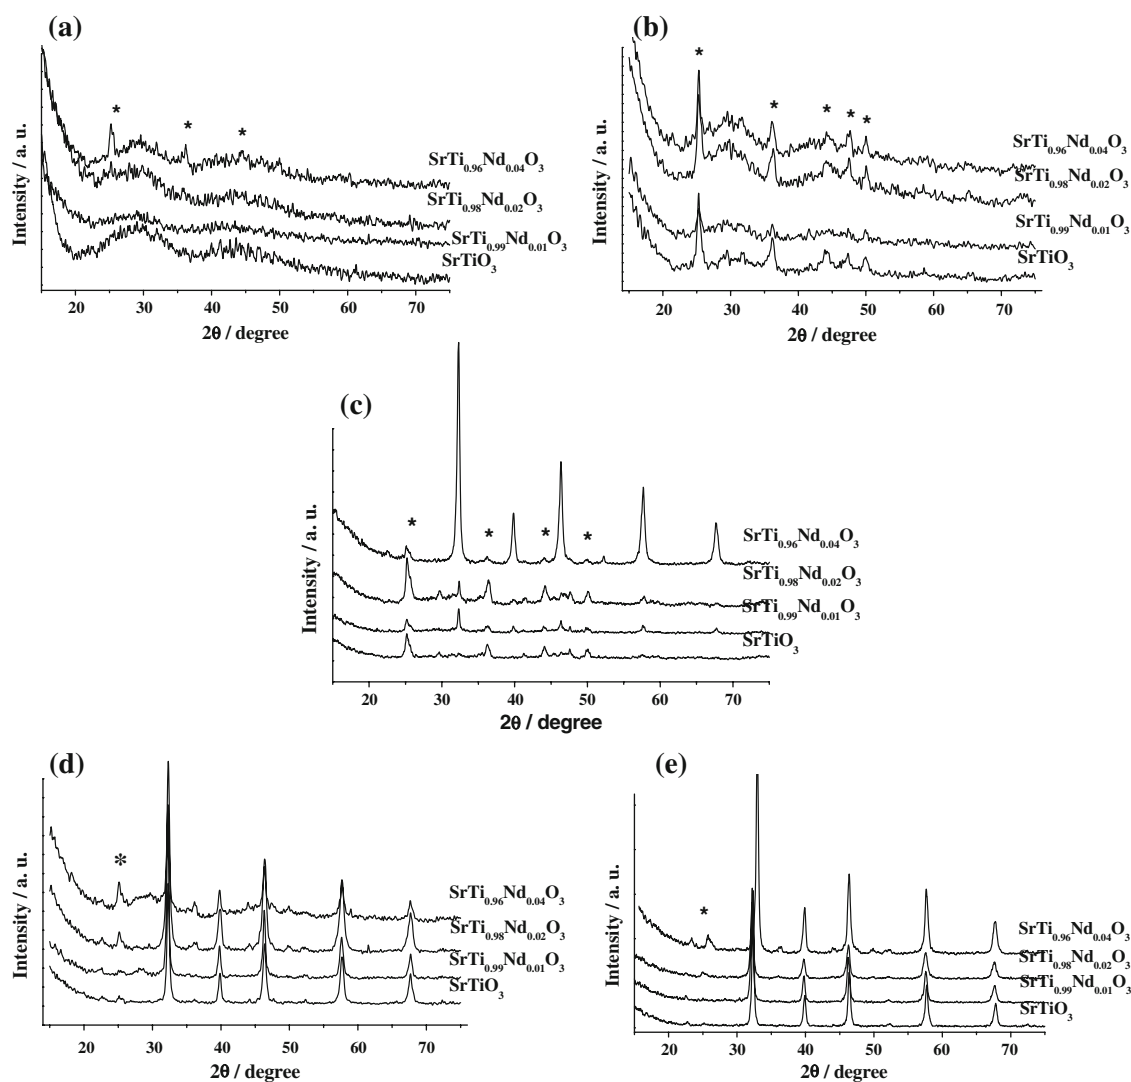 (a)
*
*
*
Intensity / a. u.
SrTi0.96Nd0.04O3
SrTi0.98Nd0.02O3
SrTi0.99Nd0.01O3
SrTiO3
20 30 40 50 60 70
2θ / degree
(b)
*
*
*
*
*
Intensity / a. u.
SrTi0.96Nd0.04O3
SrTi0.98Nd0.02O3
SrTi0.99Nd0.01O3
SrTiO3
20 30 40 50 60 70
2θ / degree
(c)
*
*
*
*
Intensity / a. u.
SrTi0.96Nd0.04O3
SrTi0.98Nd0.02O3
SrTi0.99Nd0.01O3
SrTiO3
20 30 40 50 60 70
2θ / degree
(d)
*
Intensity / a. u.
SrTi0.96Nd0.04O3
SrTi0.98Nd0.02O3
SrTi0.99Nd0.01O3
SrTiO3
20 30 40 50 60 70
2θ / degree
(e)
*
Intensity / a. u.
SrTi0.96Nd0.04O3
SrTi0.98Nd0.02O3
SrTi0.99Nd0.01O3
SrTiO3
20 30 40 50 60 70
2θ / degree